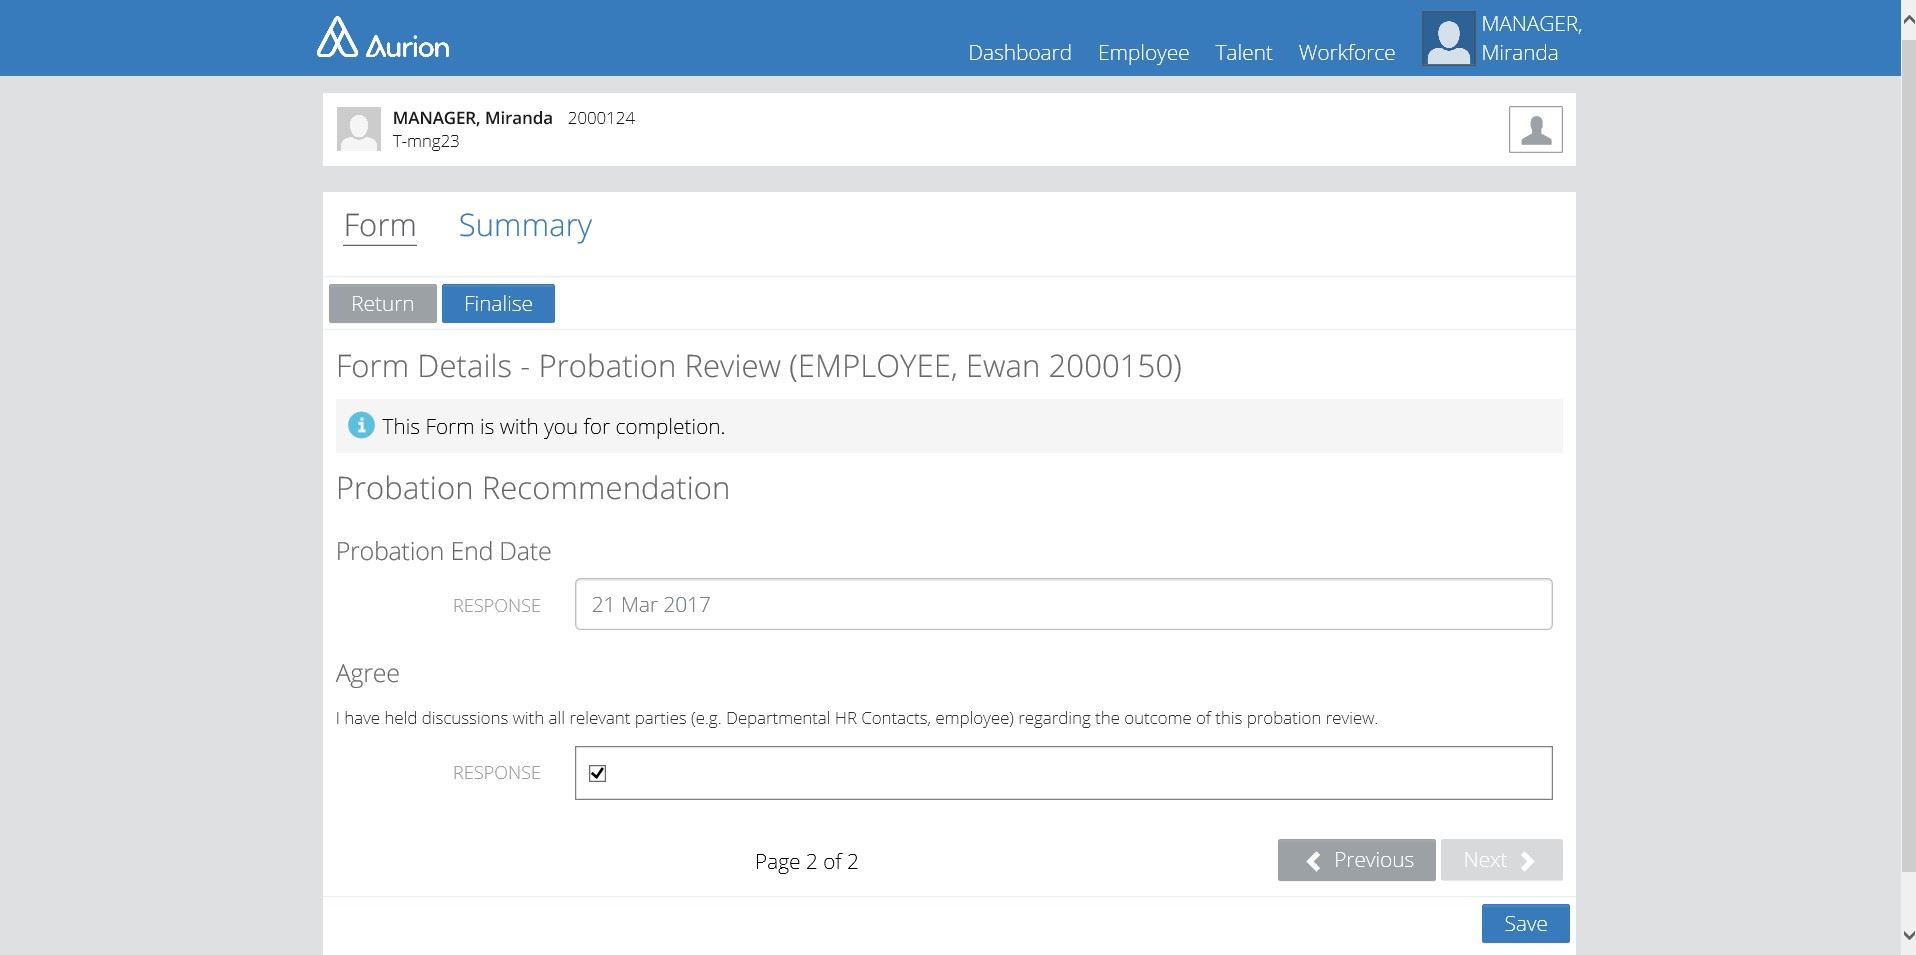 Aurion
Dashboard Employee Talent Workforce MANAGER,
Miranda
MANAGER, Miranda 2000124
T-mng23
Form Summary
Return Finalise
Form Details - Probation Review (EMPLOYEE, Ewan 2000150)
This Form is with you for completion.
Probation Recommendation
Probation End Date
RESPONSE 21 Mar 2017
Agree
I have held discussions with all relevant parties (e.g. Departmental HR Contacts, employee) regarding the outcome of this probation review.
RESPONSE
Page 2 of 2 Previous Next
Save